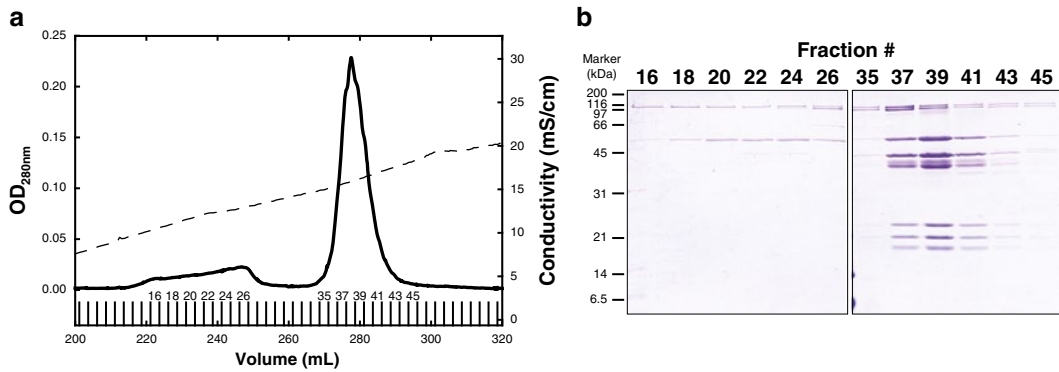 a
OD280nm
0.25
0.20
0.15
0.10
0.05
0.00
30
25
20
15
10
5
0
Conductivity (mS/cm)
16 18 20 22 24 26 35 37 39 41 43 45
200 220 240 260 280 300 320
Volume (mL)
b
Fraction #
Marker
(kDa)
16 18 20 22 24 26 35 37 39 41 43 45
200
116
97
66
45
31
21
14
6.5